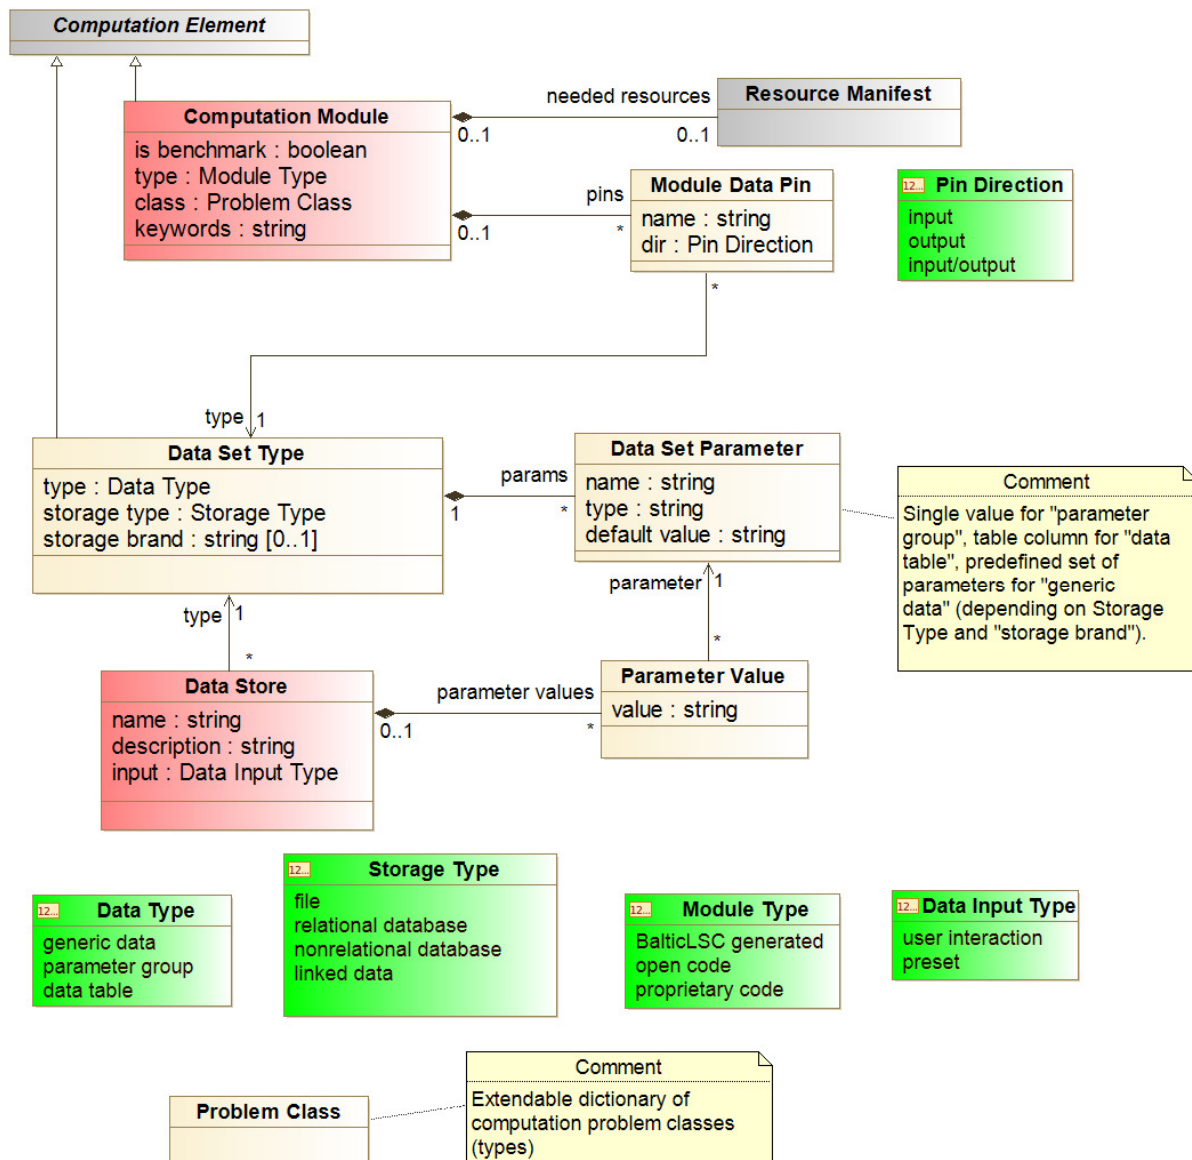 Computation Element
Computation Module
is benchmark : boolean
type : Module Type
class : Problem Class
keywords : string
needed resources
0..1
0..1
Resource Manifest
pins
0..1
*
Module Data Pin
name : string
dir : Pin Direction
*
12... Pin Direction
input
output
input/output
type
1
Data Set Type
type : Data Type
storage type : Storage Type
storage brand : string [0..1]
params
1
*
Data Set Parameter
name : string
type : string
default value : string
Comment
Single value for "parameter
group", table column for "data
table", predefined set of
parameters for "generic
data" (depending on Storage
Type and "storage brand").
type
1
*
parameter
1
*
Data Store
name : string
description : string
input : Data Input Type
parameter values
0..1
*
Parameter Value
value : string
12... Data Type
generic data
parameter group
data table
12... Storage Type
file
relational database
nonrelational database
linked data
12... Module Type
BalticLSC generated
open code
proprietary code
12... Data Input Type
user interaction
preset
Problem Class
Comment
Extendable dictionary of
computation problem classes
(types)